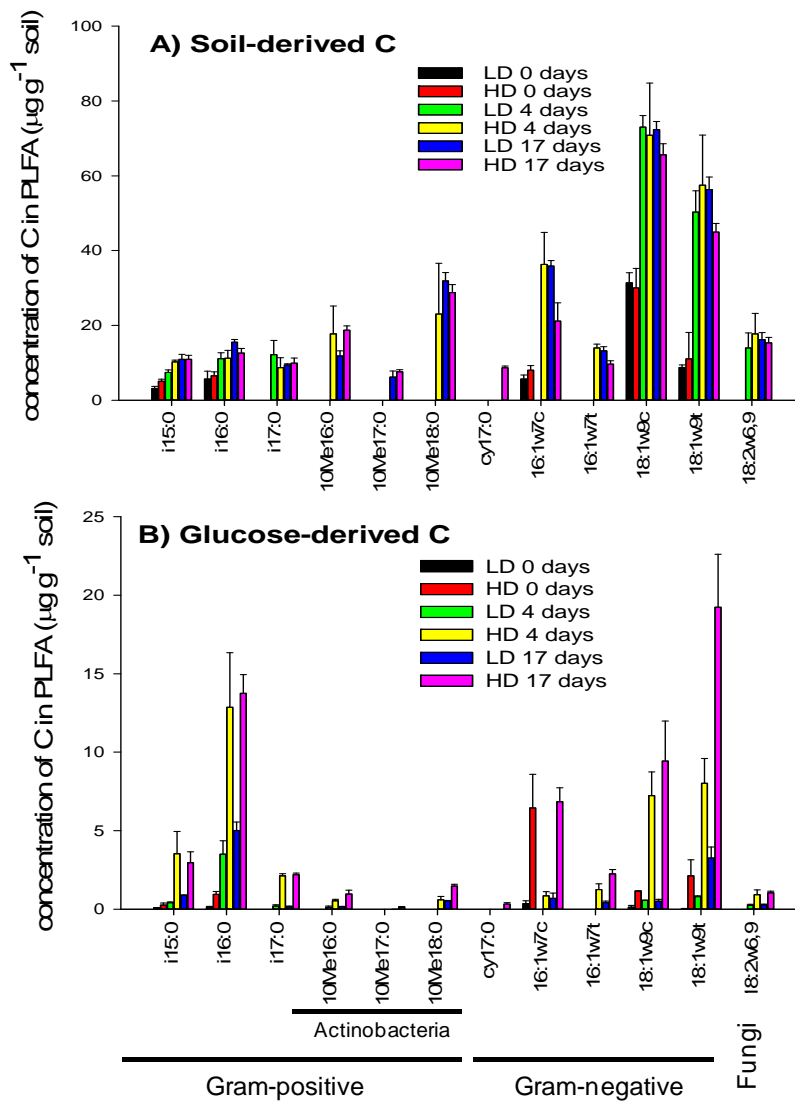 A) Soil-derived C
LD 0 days
HD 0 days
LD 4 days
HD 4 days
LD 17 days
HD 17 days
concentration of C in PLFA (µg g⁻¹ soil)
100
80
60
40
20
0
i15:0
i16:0
i17:0
10Me16:0
10Me17:0
10Me18:0
cy17:0
16:1w7c
16:1w7t
18:1w9c
18:1w9t
18:2w6,9
B) Glucose-derived C
LD 0 days
HD 0 days
LD 4 days
HD 4 days
LD 17 days
HD 17 days
concentration of C in PLFA (µg g⁻¹ soil)
25
20
15
10
5
0
i15:0
i16:0
i17:0
10Me16:0
10Me17:0
10Me18:0
cy17:0
16:1w7c
16:1w7t
18:1w9c
18:1w9t
18:2w6,9
Actinobacteria
Gram-positive
Gram-negative
Fungi